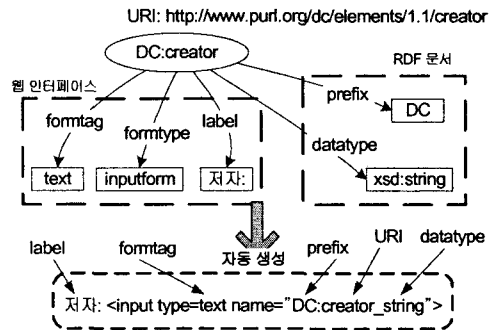 URI: http://www.purl.org/dc/elements/1.1/creator
DC:creator
RDF 문서
웹 인터페이스
prefix
DC
formtag
formtype
label
datatype
text
inputform
저자:
xsd:string
자동 생성
label
formtag
prefix
URI
datatype
저자: <input type=text name="DC:creator_string">